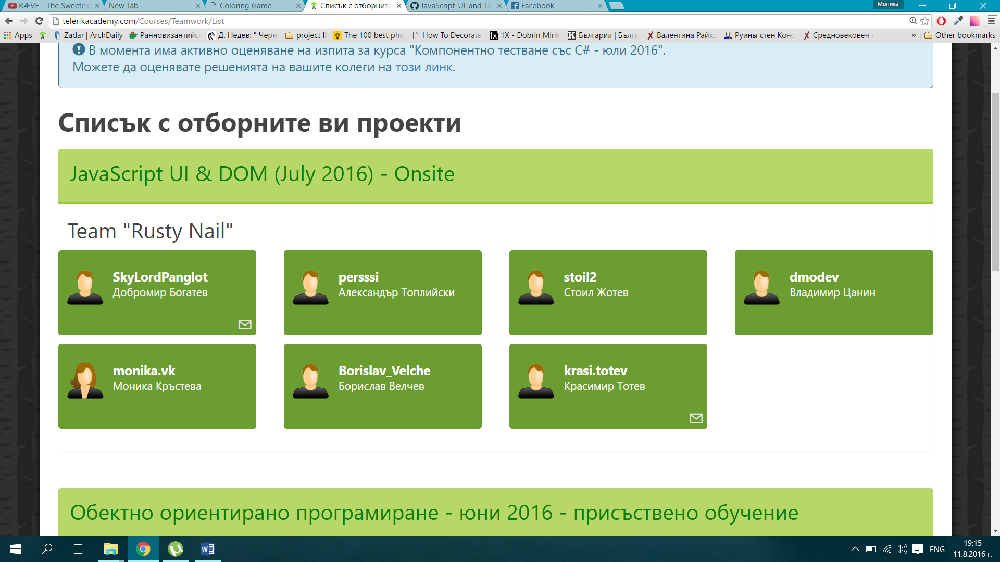 RÆVE - The Sweetes
New Tab
Coloring Game
Списък с отборните
JavaScript-UI-and-D
Facebook
Моника
telerikacademy.com/Courses/Teamwork/List
Apps
Zadar | ArchDaily
Ранновизантийс
Д. Недев: " Черн
project II
The 100 best pho
How To Decorate
1X - Dobrin Mink
България | Бълга
Валентина Райко
Руины стен Конс
Средновековен
» Other bookmarks
В момента има активно оценяване на изпита за курса "Компонентно тестване със C# - юли 2016".
Можете да оценявате решенията на вашите колеги на този линк.
Списък с отборните ви проекти
JavaScript UI & DOM (July 2016) - Onsite
Team "Rusty Nail"
SkyLordPanglot
Добромир Богатев
persssi
Александър Топлийски
stoil2
Стоил Жотев
dmodev
Владимир Цанин
monika.vk
Моника Кръстева
Borislav_Velche
Борислав Велчев
krasi.totev
Красимир Тотев
Обектно ориентирано програмиране - юни 2016 - присъствено обучение
ENG
19:15
11.8.2016 г.